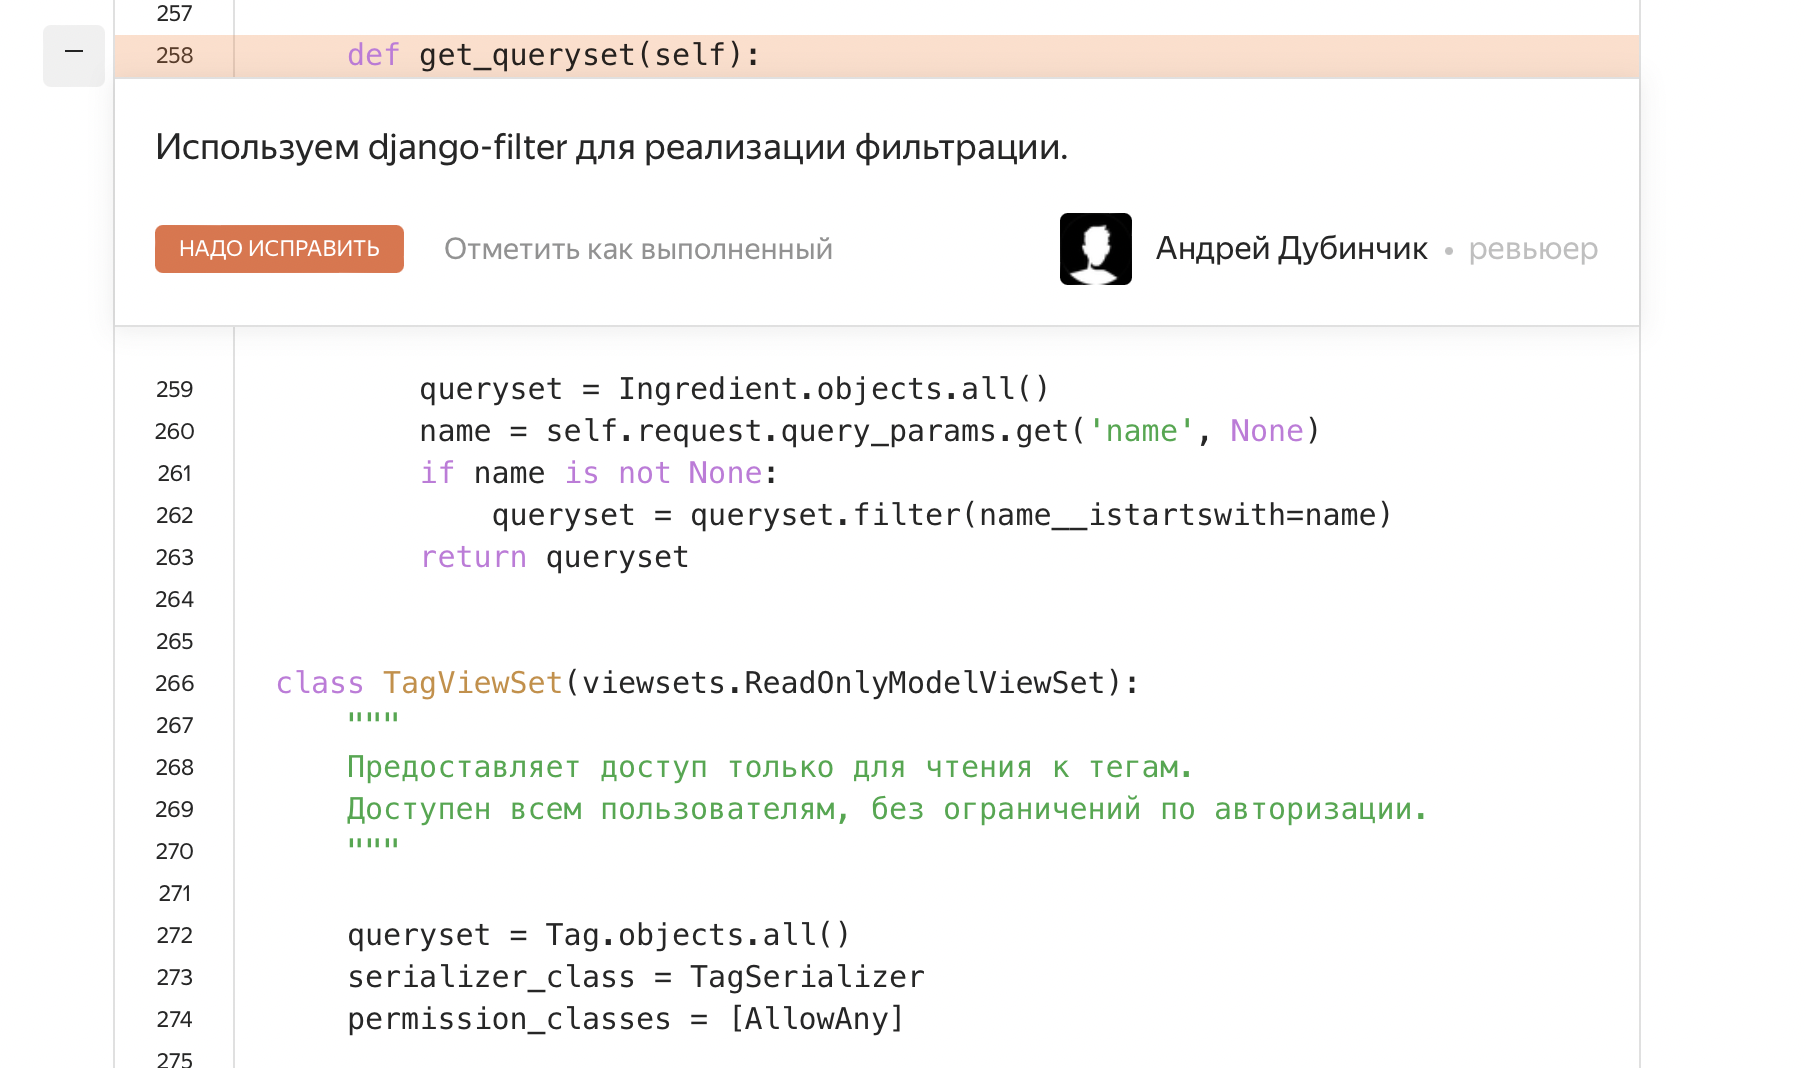 257
258 def get_queryset(self):
Используем django-filter для реализации фильтрации.
НАДО ИСПРАВИТЬ Отметить как выполненный Андрей Дубинчик • ревьюер
259 queryset = Ingredient.objects.all()
260 name = self.request.query_params.get('name', None)
261 if name is not None:
262 queryset = queryset.filter(name__istartswith=name)
263 return queryset
264
265
266 class TagViewSet(viewsets.ReadOnlyModelViewSet):
267 """
268 Предоставляет доступ только для чтения к тегам.
269 Доступен всем пользователям, без ограничений по авторизации.
270 """
271
272 queryset = Tag.objects.all()
273 serializer_class = TagSerializer
274 permission_classes = [AllowAny]
275